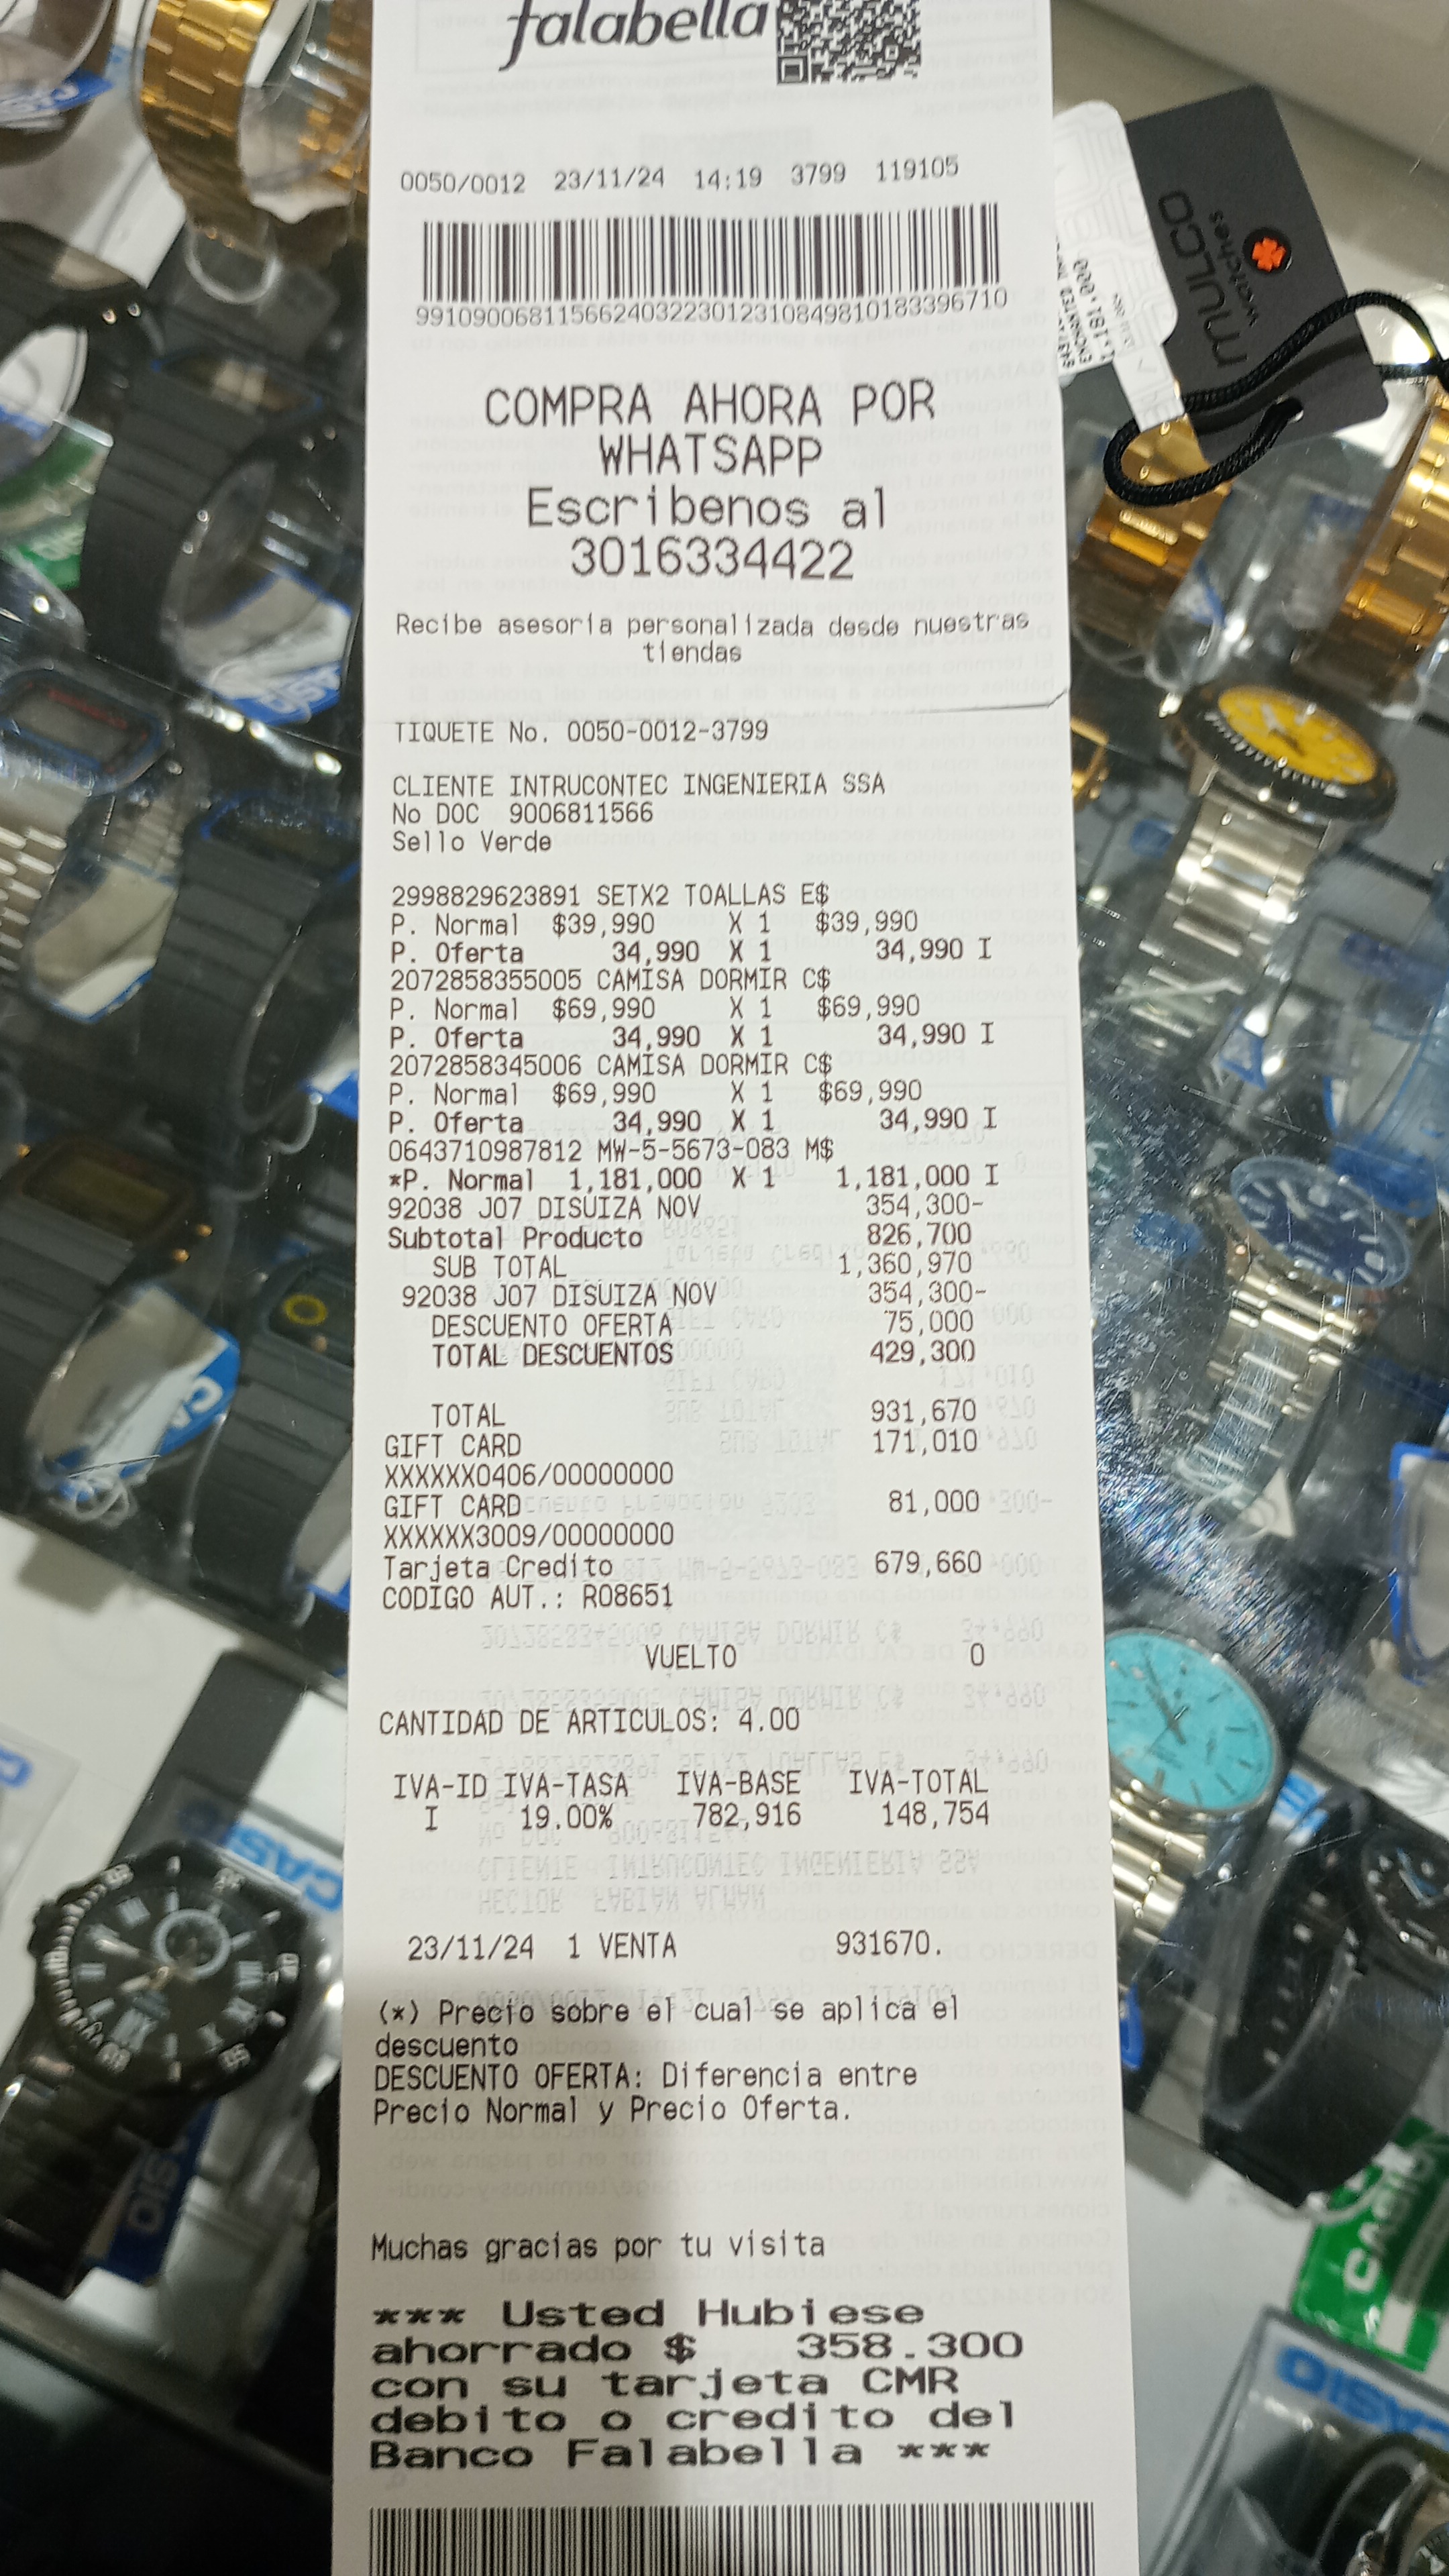 falabella
0050/0012 23/11/24 14:19 3799 119105
991090068115662403223012310849810183396710
COMPRA AHORA POR
WHATSAPP
Escribenos al
3016334422
Recibe asesoria personalizada desde nuestras
tiendas
TIQUETE No. 0050-0012-3799
CLIENTE INTRUCONTEC INGENIERIA SSA
No DOC 9006811566
Sello Verde
2998829623891 SETX2 TOALLAS E$
P. Normal $39,990 X 1 $39,990
P. Oferta 34,990 X 1 34,990 I
2072858355005 CAMISA DORMIR C$
P. Normal $69,990 X 1 $69,990
P. Oferta 34,990 X 1 34,990 I
2072858345006 CAMISA DORMIR C$
P. Normal $69,990 X 1 $69,990
P. Oferta 34,990 X 1 34,990 I
0643710987812 MW-5-5673-083 M$
*P. Normal 1,181,000 X 1 1,181,000 I
92038 J07 DISUIZA NOV 354,300-
Subtotal Producto 826,700
SUB TOTAL 1,360,970
92038 J07 DISUIZA NOV 354,300-
DESCUENTO OFERTA 75,000
TOTAL DESCUENTOS 429,300
TOTAL 931,670
GIFT CARD 171,010
XXXXXX0406/00000000
GIFT CARD 81,000
XXXXXX3009/00000000
Tarjeta Credito 679,660
CODIGO AUT.: R08651
VUELTO 0
CANTIDAD DE ARTICULOS: 4.00
IVA-ID IVA-TASA IVA-BASE IVA-TOTAL
I 19.00% 782,916 148,754
23/11/24 1 VENTA 931670.
(*) Precio sobre el cual se aplica el
descuento
DESCUENTO OFERTA: Diferencia entre
Precio Normal y Precio Oferta.
Muchas gracias por tu visita
*** Usted Hubiese
ahorrado $ 358.300
con su tarjeta CMR
debito o credito del
Banco Falabella ***
MULCO
watches
1.181.000
CASIO
CASIO
CASIO